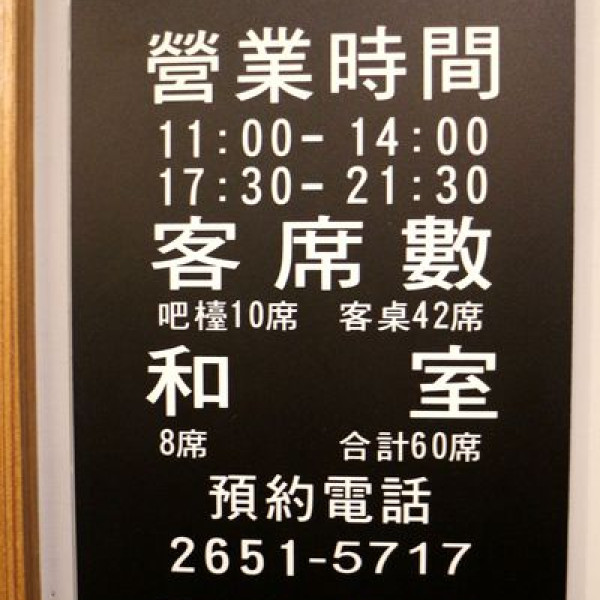 營業時間
11:00- 14:00
17:30- 21:30
客席數
吧檯10席 客桌42席
和室
8席 合計60席
預約電話
2651-5717